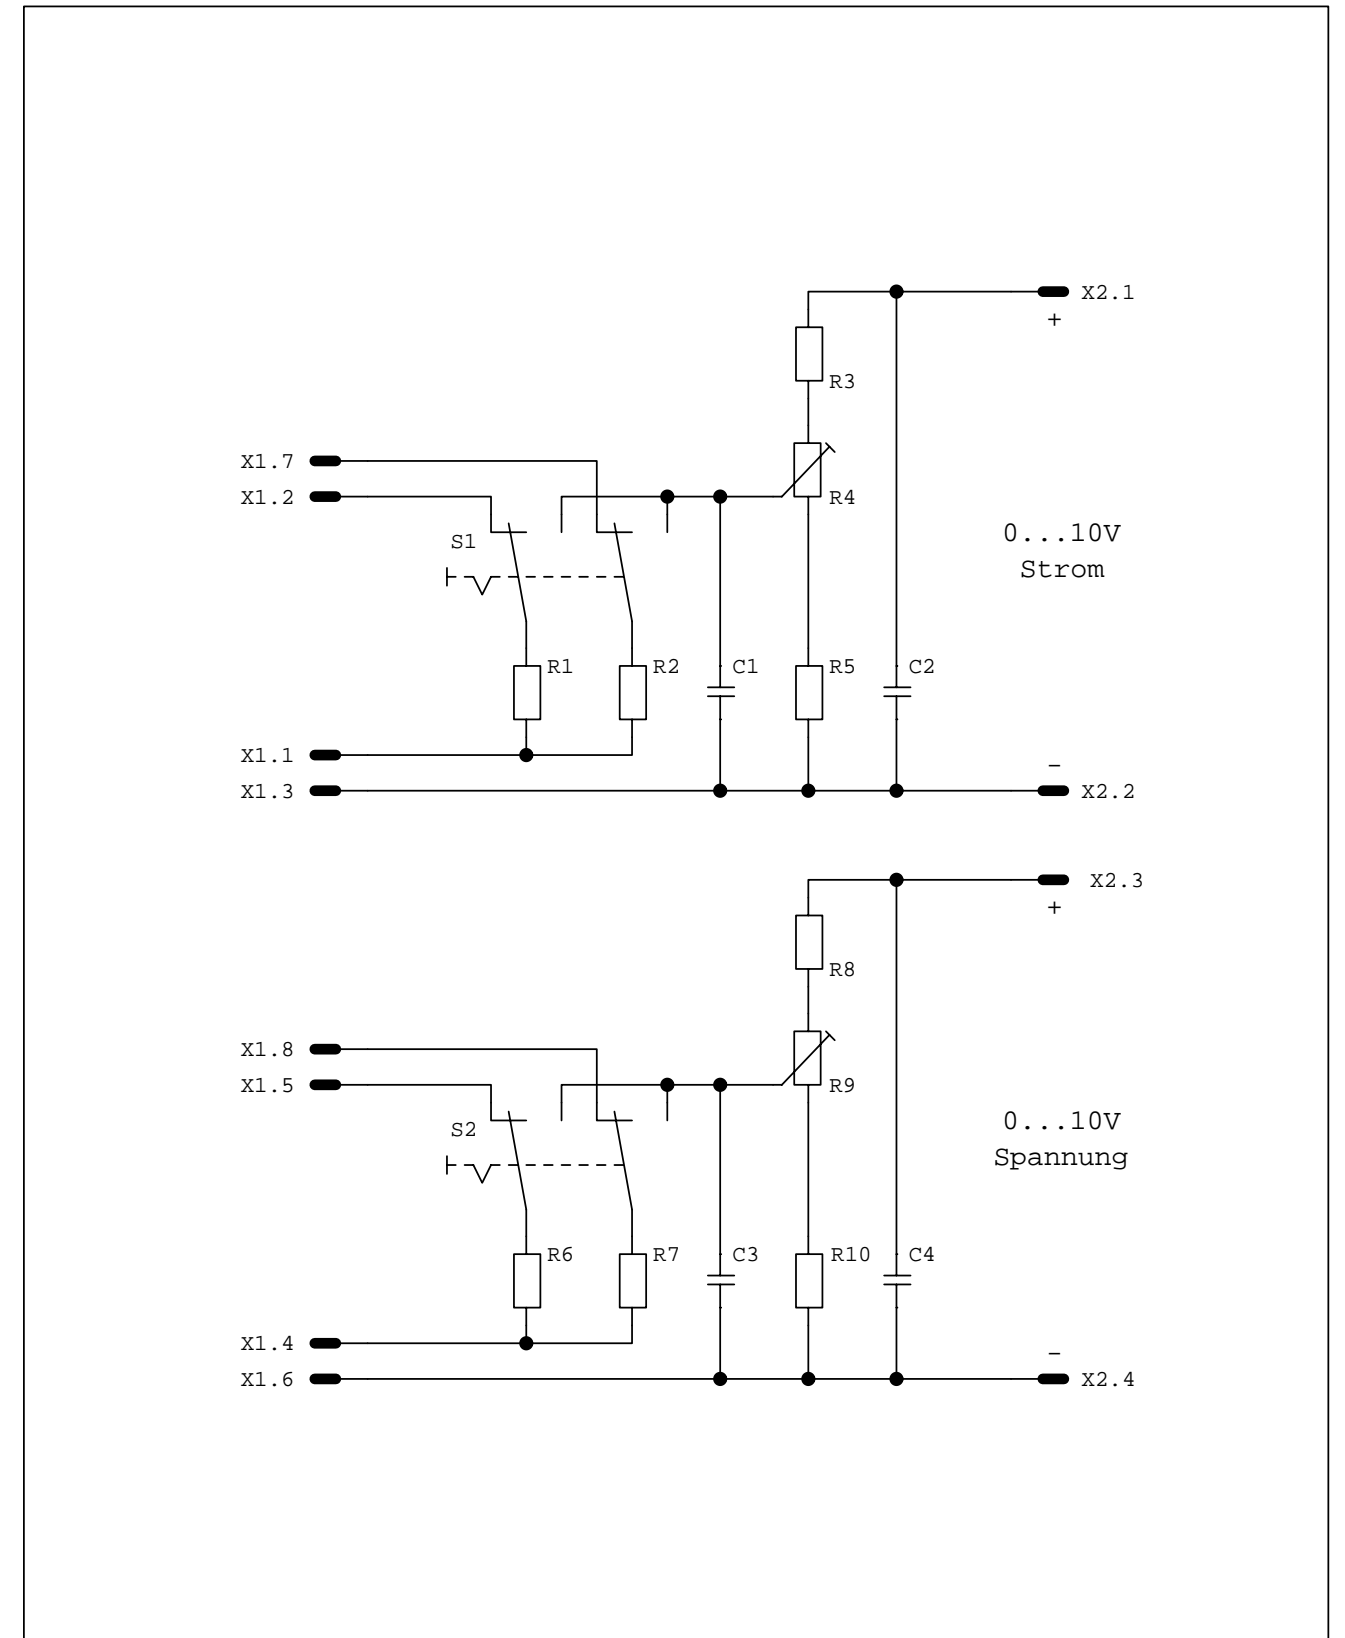 X2.1
+
R3
X1.7
X1.2
R4
0...10V
Strom
S1
R1
R2
C1
R5
C2
X1.1
-
X1.3
X2.2
X2.3
+
R8
X1.8
X1.5
R9
0...10V
Spannung
S2
R6
R7
C3
R10
C4
X1.4
-
X1.6
X2.4